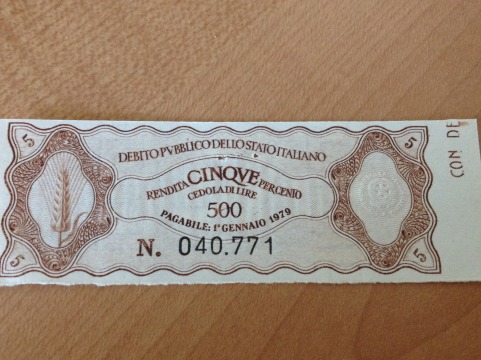 5 5
DEBITO PVBBLICO DELLO STATO ITALIANO
RENDITA CINQVE PER CENTO
CEDOLA DI LIRE
500
PAGABILE: 1° GENNAIO 1979
N. 040.771
5 5
CON DE